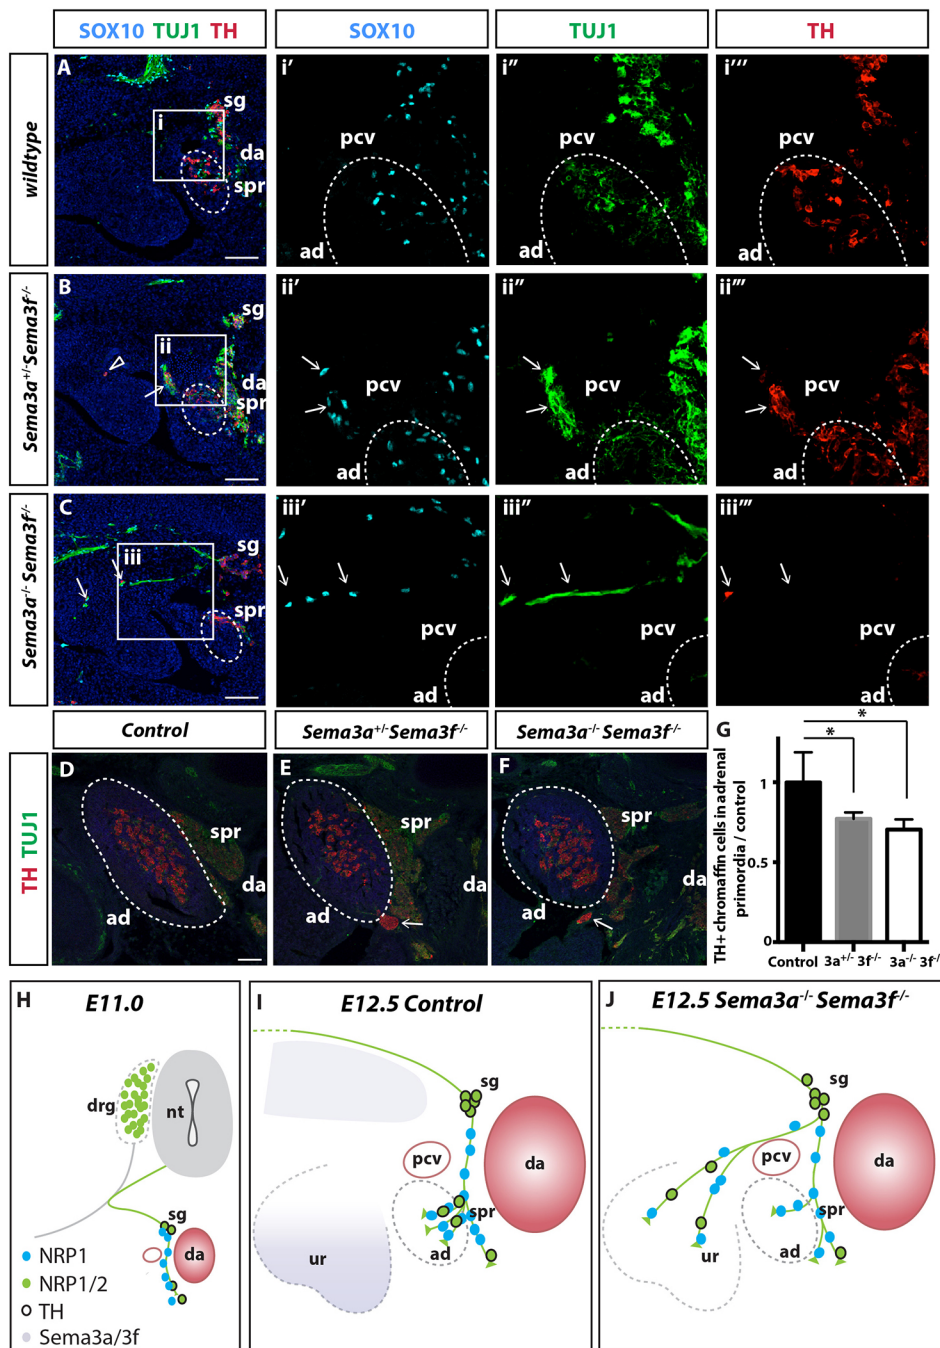 SOX10 TUJ1 TH
SOX10
TUJ1
TH
wildtype
A
i
sg
da
spr
i′
pcv
ad
i″
pcv
ad
i‴
pcv
ad
Sema3a+/-Sema3f-/-
B
ii
sg
da
spr
ii′
pcv
ad
ii″
pcv
ad
ii‴
pcv
ad
Sema3a-/- Sema3f-/-
C
iii
sg
spr
iii′
pcv
ad
iii″
pcv
ad
iii‴
pcv
ad
Control
Sema3a+/-Sema3f-/-
Sema3a-/- Sema3f-/-
TH TUJ1
D
spr
da
ad
E
spr
da
ad
F
spr
da
ad
G
*
*
TH+ chromaffin cells in adrenal
primordia / control
1
0.5
0
Control
3a+/- 3f-/-
3a-/- 3f-/
H
E11.0
drg
nt
sg
da
NRP1
NRP1/2
TH
Sema3a/3f
I
E12.5 Control
sg
pcv
da
spr
ur
ad
J
E12.5 Sema3a-/- Sema3f-/-
sg
pcv
da
spr
ur
ad